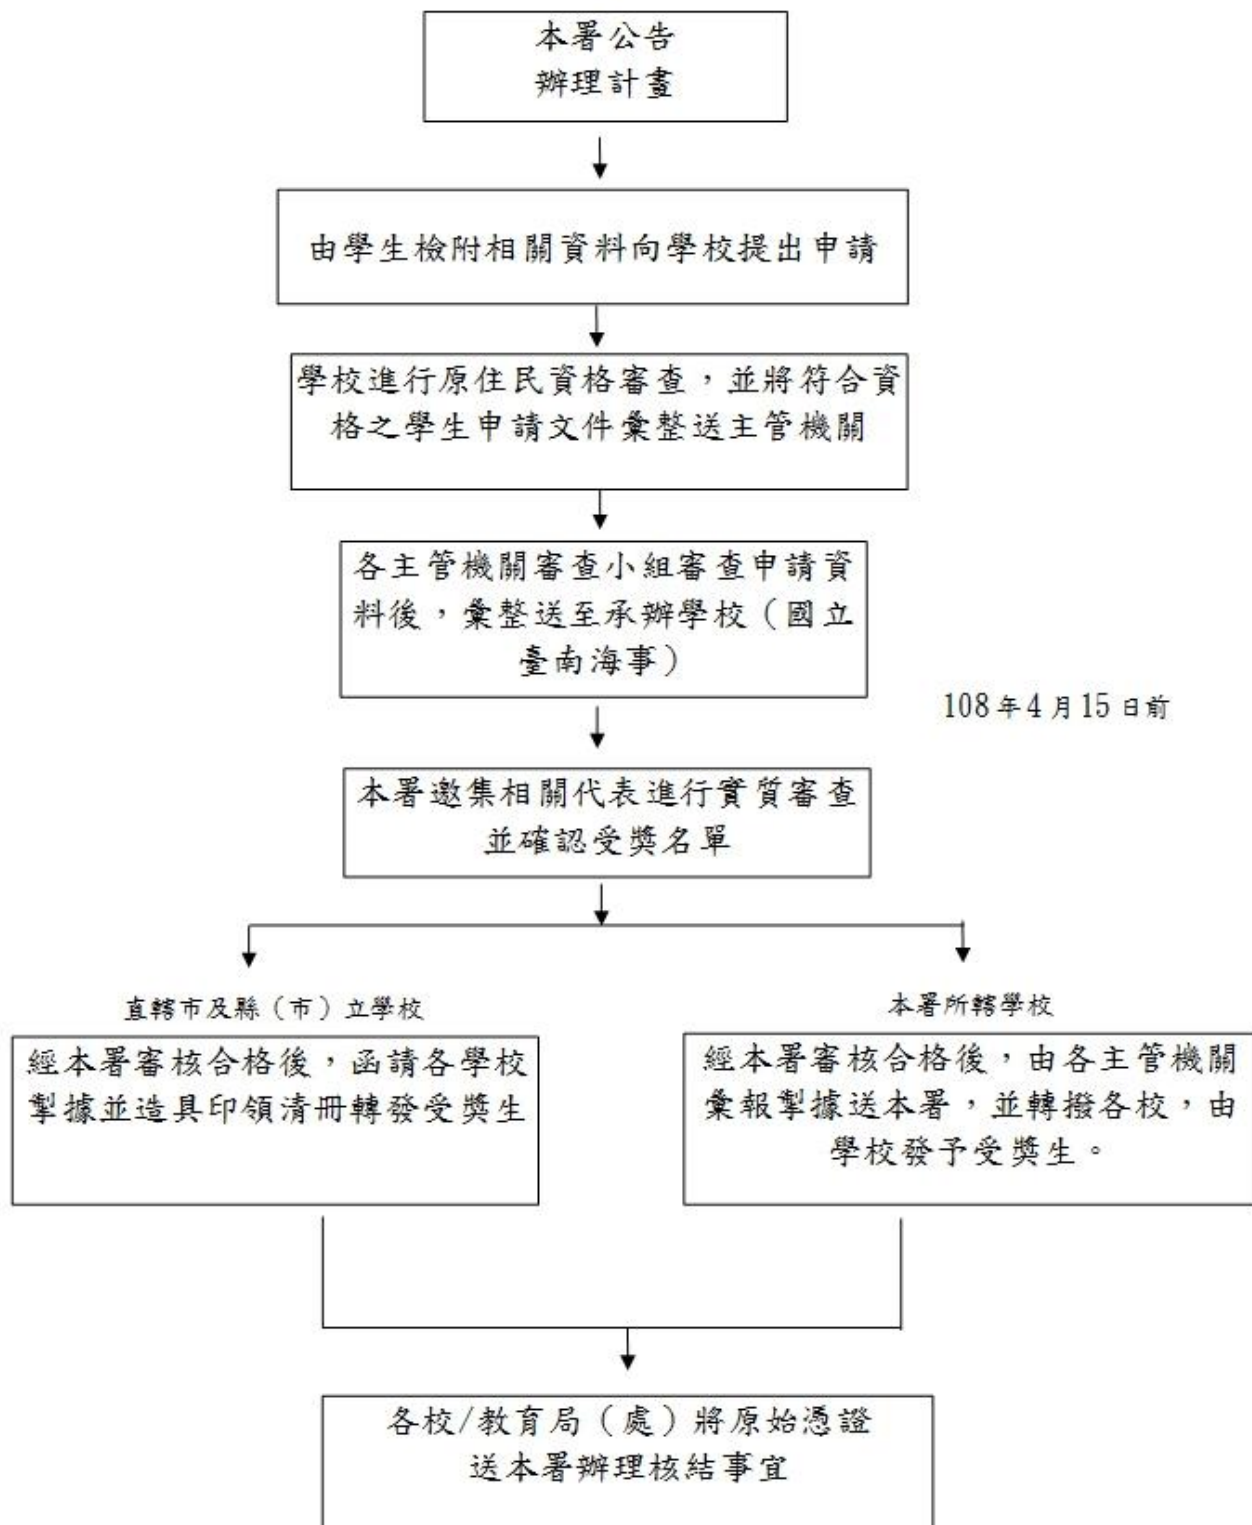 本署公告
辦理計畫
由學生檢附相關資料向學校提出申請
學校進行原住民資格審查，並將符合資
格之學生申請文件彙整送主管機關
各主管機關審查小組審查申請資
料後，彙整送至承辦學校（國立
臺南海事）
108年4月15日前
本署邀集相關代表進行實質審查
並確認受獎名單
直轄市及縣（市）立學校
經本署審核合格後，函請各學校
掣據並造具印領清冊轉發受獎生
本署所轄學校
經本署審核合格後，由各主管機關
彙報掣據送本署，並轉撥各校，由
學校發予受獎生。
各校/教育局（處）將原始憑證
送本署辦理核結事宜